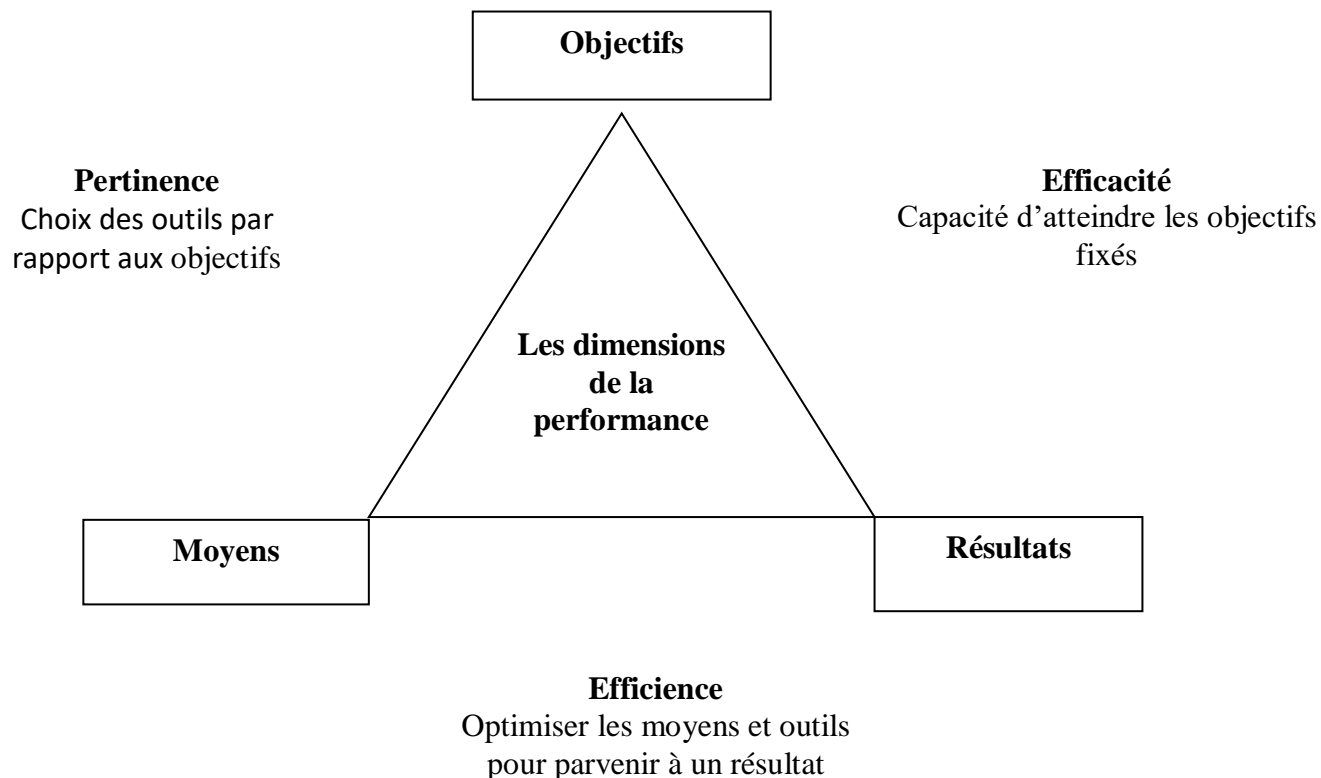 Objectifs
Pertinence
Choix des outils par
rapport aux objectifs
Efficacité
Capacité d’atteindre les objectifs
fixés
Les dimensions
de la
performance
Moyens
Résultats
Efficience
Optimiser les moyens et outils
pour parvenir à un résultat